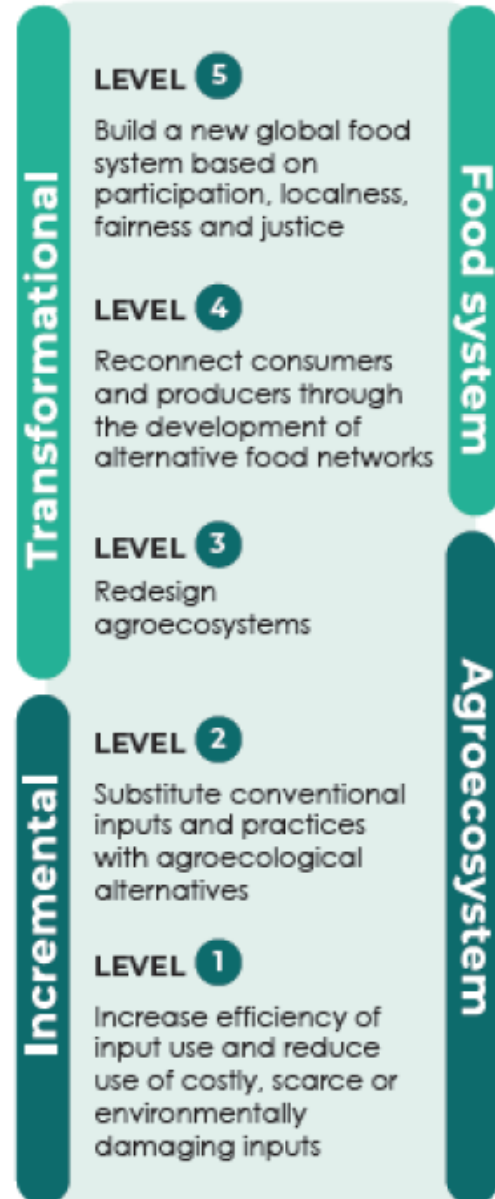 Transformational
Food system
LEVEL 5
Build a new global food
system based on
participation, localness,
fairness and justice
LEVEL 4
Reconnect consumers
and producers through
the development of
alternative food networks
LEVEL 3
Redesign
agroecosystems
Incremental
Agroecosystem
LEVEL 2
Substitute conventional
inputs and practices
with agroecological
alternatives
LEVEL 1
Increase efficiency of
input use and reduce
use of costly, scarce or
environmentally
damaging inputs